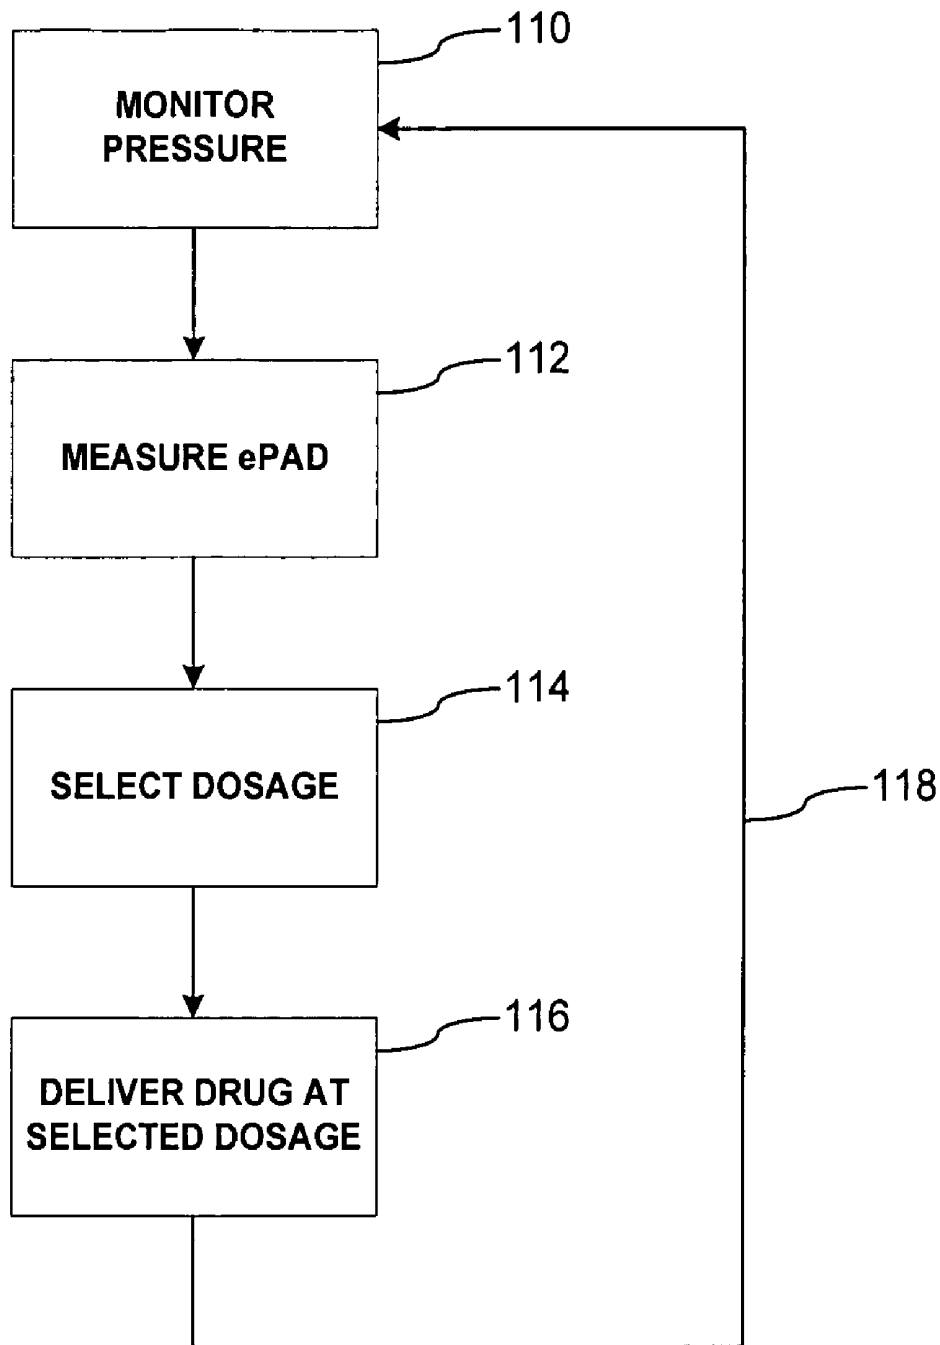 110
MONITOR
PRESSURE
112
MEASURE ePAD
114
SELECT DOSAGE
118
116
DELIVER DRUG AT
SELECTED DOSAGE